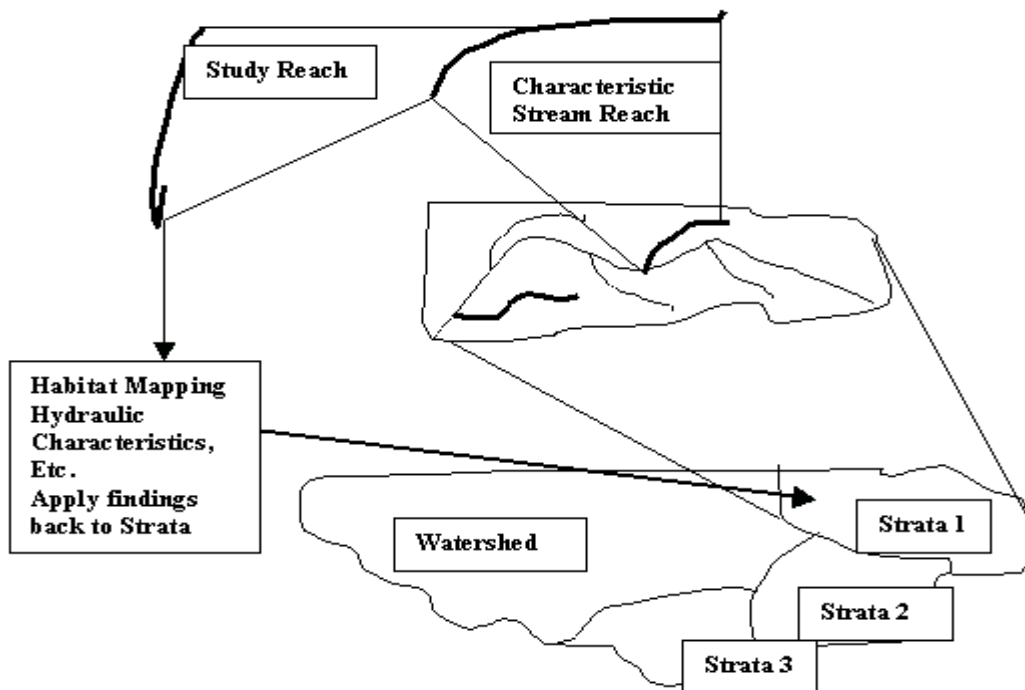 Study Reach
Characteristic
Stream Reach
Habitat Mapping
Hydraulic
Characteristics,
Etc.
Apply findings
back to Strata
Watershed
Strata 1
Strata 2
Strata 3